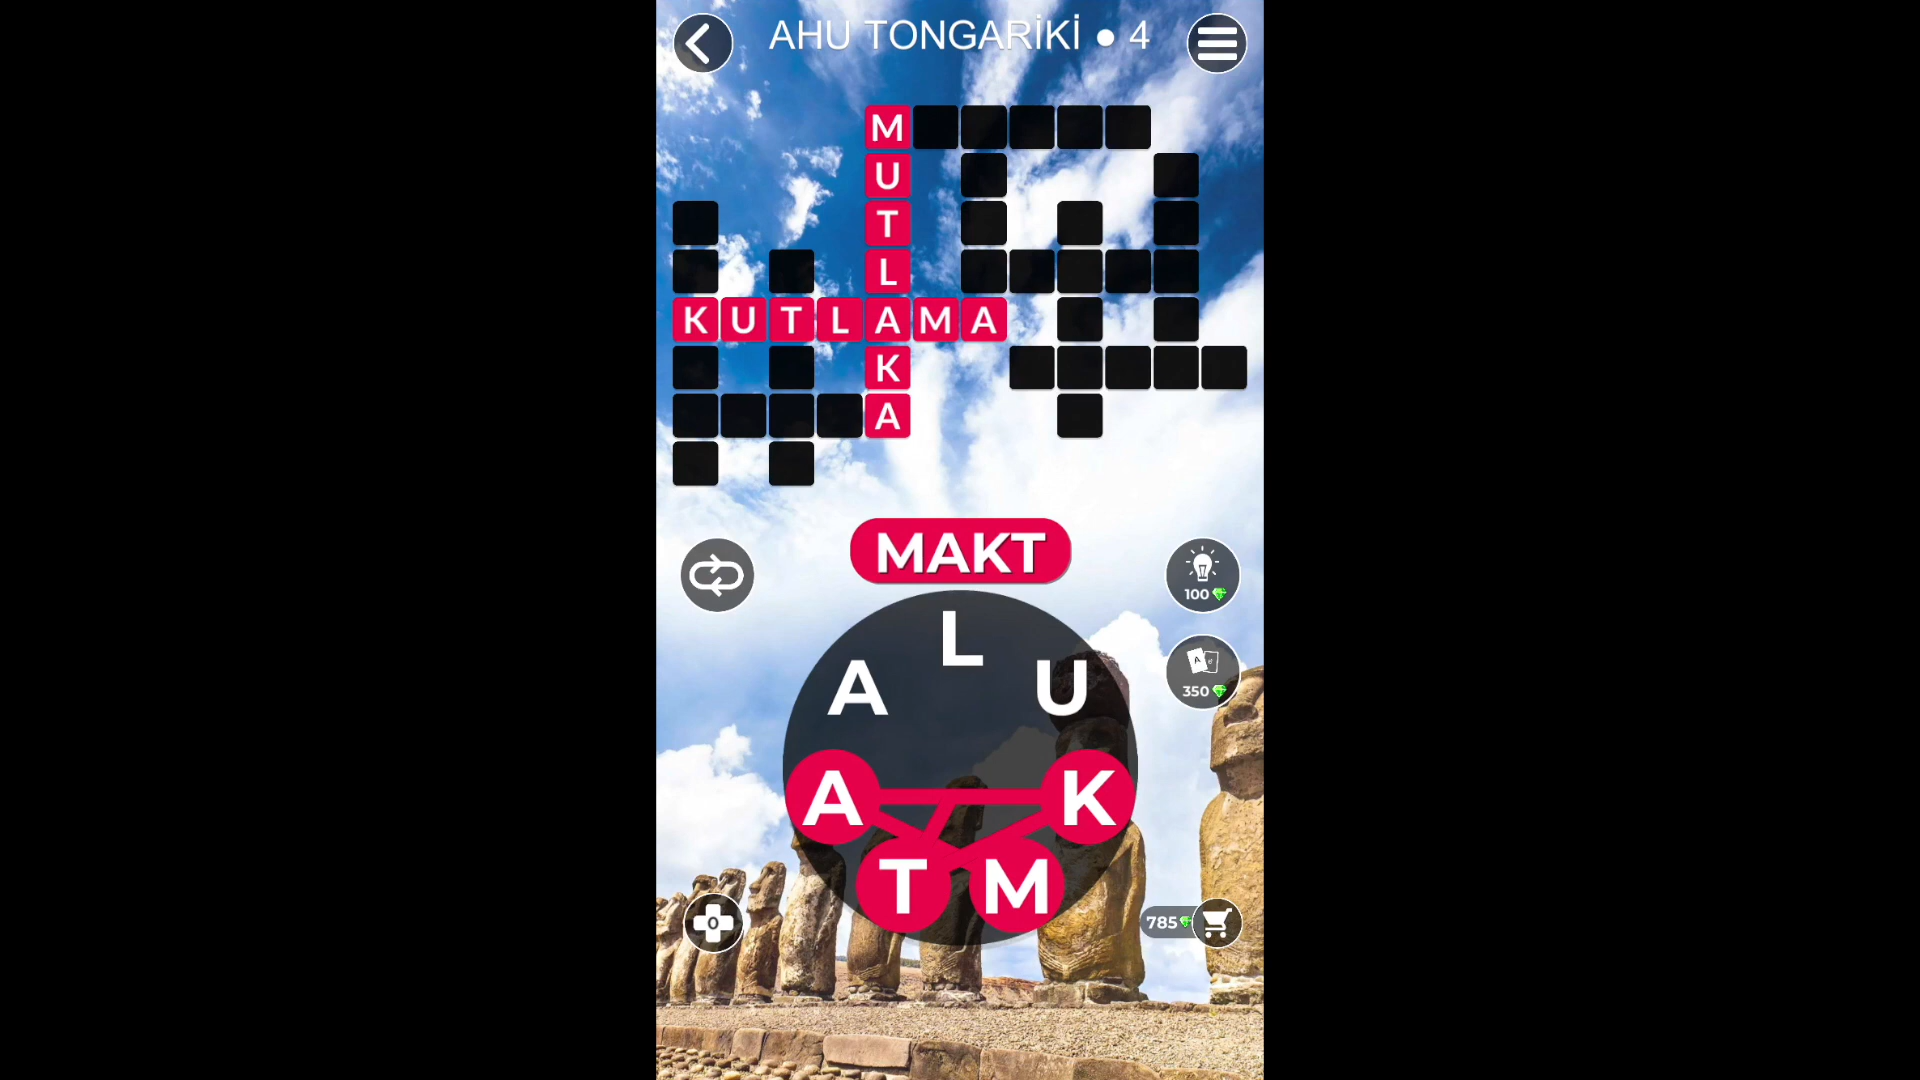 AHU TONGARİKİ ● 4
M
U
T
L
KUTLAMA
K
A
MAKT
L
A U
A K
T M
100
350
0
785